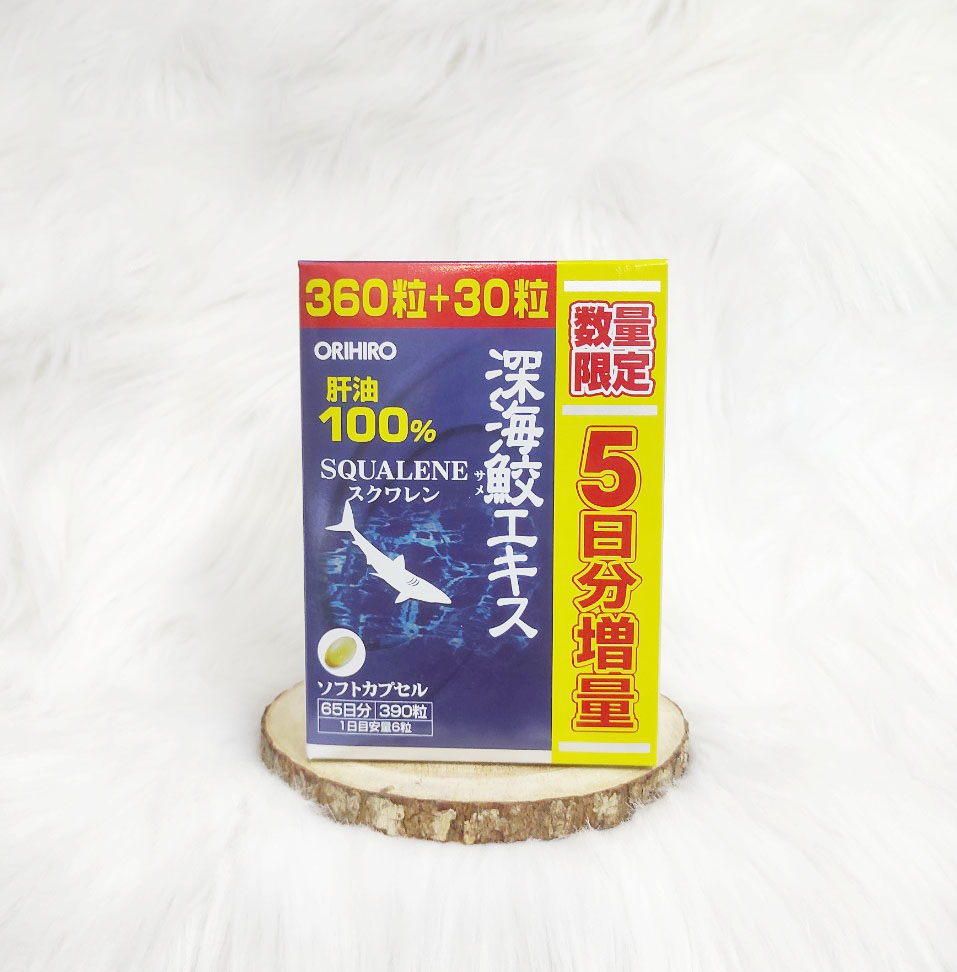 360粒+30粒
ORIHIRO
肝油
100%
SQUALENE
スクワレン
深海鮫エキス
サメ
ソフトカプセル
65日分 390粒
1日目安量6粒
数量
限定
5日分増量